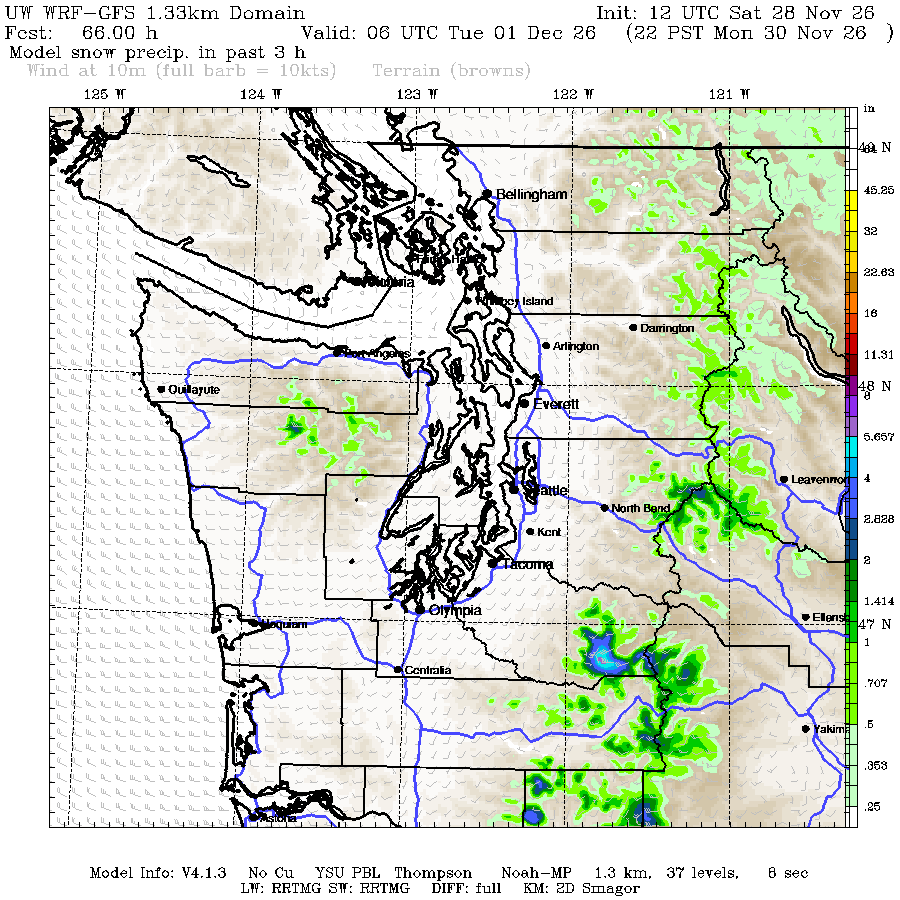 UW WRF-GFS 1.33km Domain Init: 12 UTC Sat 28 Nov 26
Fcst: 66.00 h Valid: 06 UTC Tue 01 Dec 26 (22 PST Mon 30 Nov 26 )
Model snow precip. in past 3 h
Wind at 10m (full barb = 10kts) Terrain (browns)
125 W 124 W 123 W 122 W 121 W
in
N
Bellingham
45.25
32
Victoria
22.63
Whidbey Island
16
Darrington
Arlington
Port Angeles
11.31
Quillayute
48 N
8
Everett
5.657
4
Leavenwor
Seattle
North Bend
2.828
Kent
2
Tacoma
1.414
Olympia
Ellens
Hoquiam
47 N
1
Centralia
.707
.5
Yakima
.353
.25
Astoria
Model Info: V4.1.3 No Cu YSU PBL Thompson Noah-MP 1.3 km, 37 levels, 8 sec
LW: RRTMG SW: RRTMG DIFF: full KM: 2D Smagor